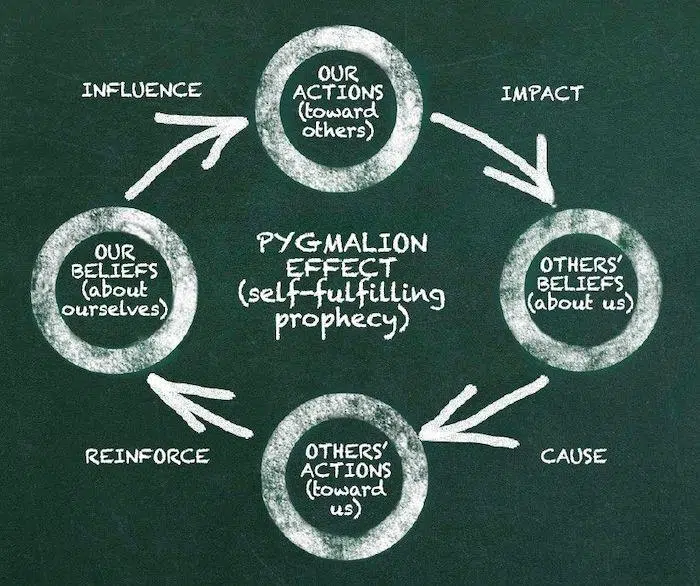 INFLUENCE
OUR
ACTIONS
(toward
others)
IMPACT
OUR
BELIEFS
(about
ourselves)
PYGMALION
EFFECT
(self-fulfilling
prophecy)
OTHERS'
BELIEFS
(about us)
REINFORCE
OTHERS'
ACTIONS
(toward
us)
CAUSE